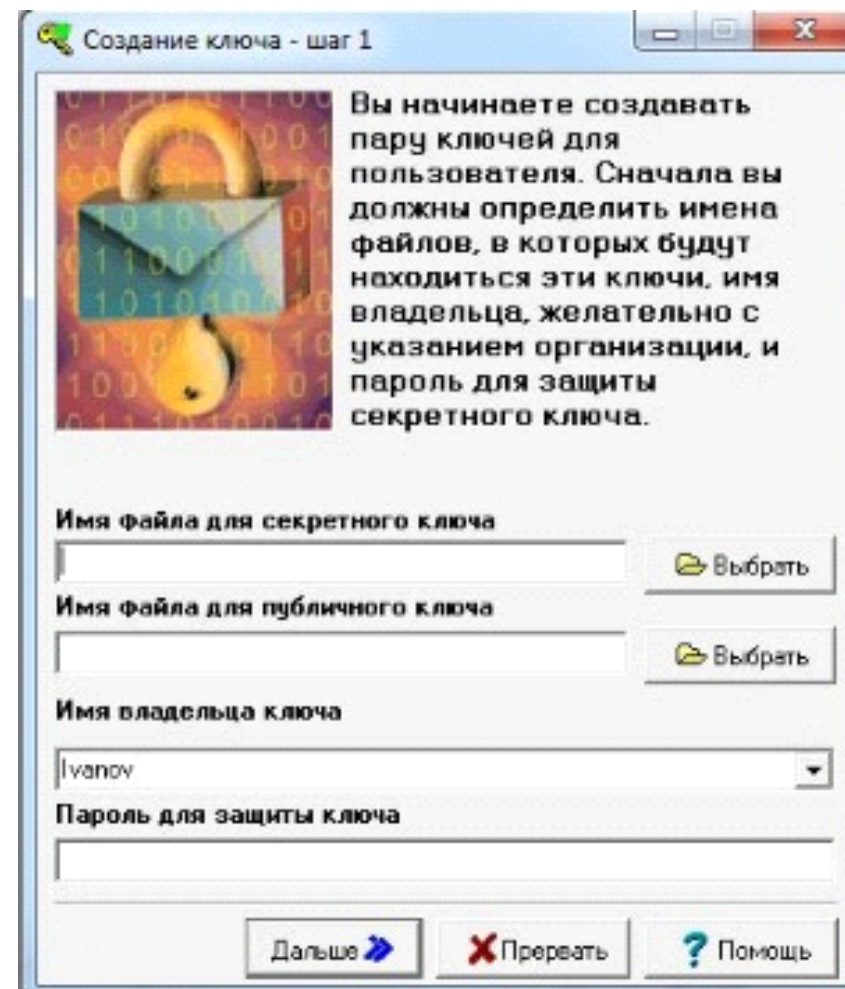 Создание ключа - шаг 1
Вы начинаете создавать
пару ключей для
пользователя. Сначала вы
должны определить имена
файлов, в которых будут
находиться эти ключи, имя
владельца, желательно с
указанием организации, и
пароль для защиты
секретного ключа.
Имя файла для секретного ключа
Выбрать
Имя файла для публичного ключа
Выбрать
Имя владельца ключа
Ivanov
Пароль для защиты ключа
Дальше
Прервать
? Помощь